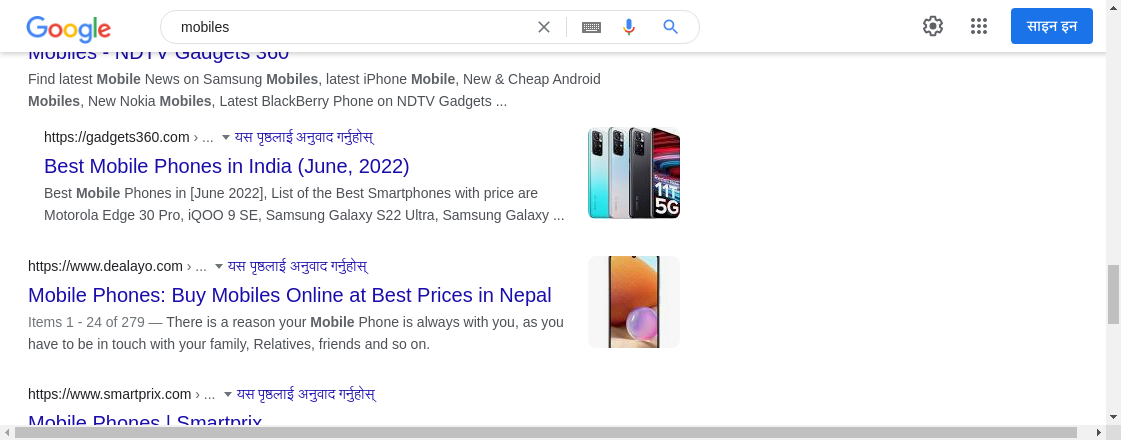 Google
mobiles
साइन इन
Mobiles - NDTV Gadgets 360
Find latest Mobile News on Samsung Mobiles, latest iPhone Mobile, New & Cheap Android
Mobiles, New Nokia Mobiles, Latest BlackBerry Phone on NDTV Gadgets ...
https://gadgets360.com › ... यस पृष्ठलाई अनुवाद गर्नुहोस्
Best Mobile Phones in India (June, 2022)
Best Mobile Phones in [June 2022], List of the Best Smartphones with price are
Motorola Edge 30 Pro, iQOO 9 SE, Samsung Galaxy S22 Ultra, Samsung Galaxy ...
11T
5G
https://www.dealayo.com › ... यस पृष्ठलाई अनुवाद गर्नुहोस्
Mobile Phones: Buy Mobiles Online at Best Prices in Nepal
Items 1 - 24 of 279 — There is a reason your Mobile Phone is always with you, as you
have to be in touch with your family, Relatives, friends and so on.
https://www.smartprix.com › ... यस पृष्ठलाई अनुवाद गर्नुहोस्
Mobile Phones | Smartprix